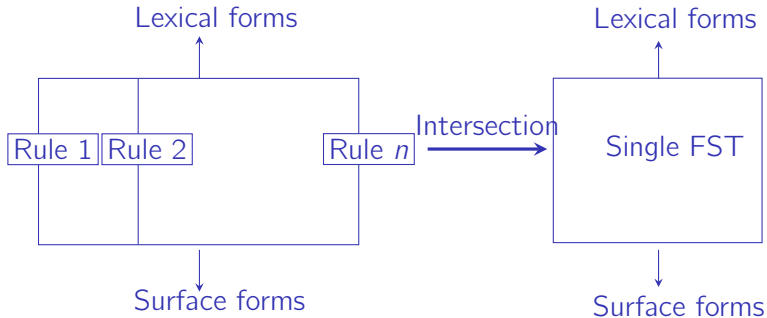 Lexical forms
Lexical forms
Rule 1
Rule 2
Rule n
Intersection
Single FST
Surface forms
Surface forms